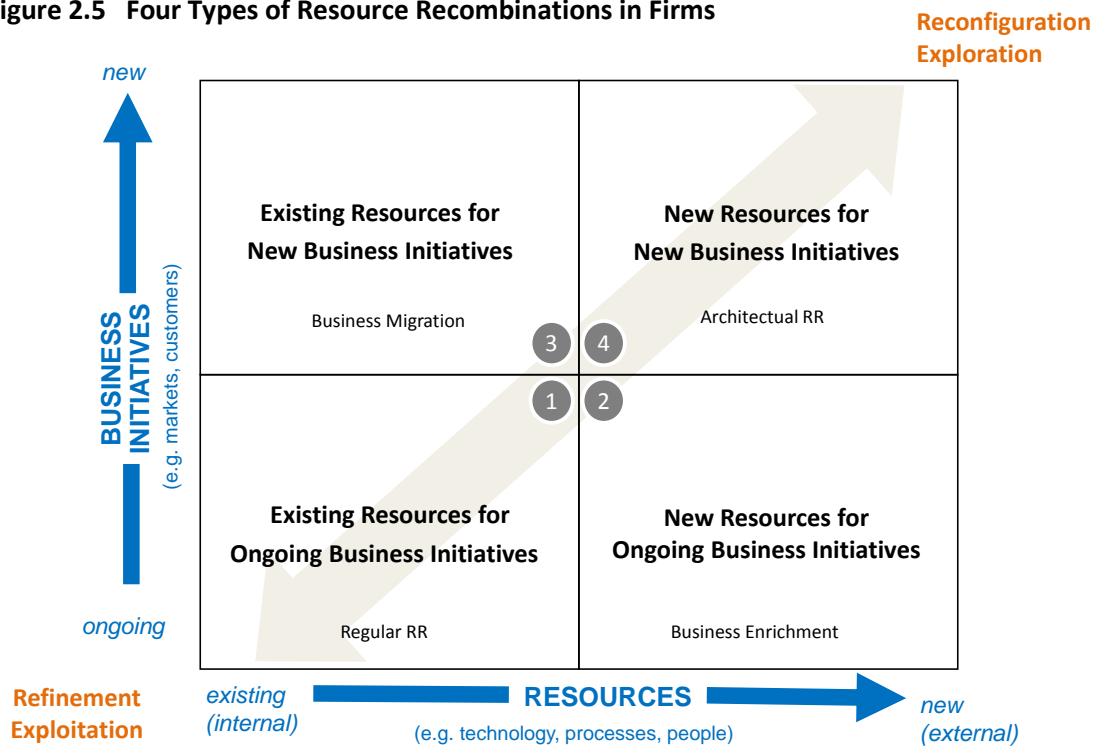 igure 2.5 Four Types of Resource Recombinations in Firms
Reconfiguration
Exploration
new
Existing Resources for
New Business Initiatives
Business Migration
New Resources for
New Business Initiatives
Architectual RR
3
4
1
2
BUSINESS
INITIATIVES
(e.g. markets, customers)
Existing Resources for
Ongoing Business Initiatives
Regular RR
New Resources for
Ongoing Business Initiatives
Business Enrichment
ongoing
Refinement
Exploitation
existing
(internal)
RESOURCES
(e.g. technology, processes, people)
new
(external)